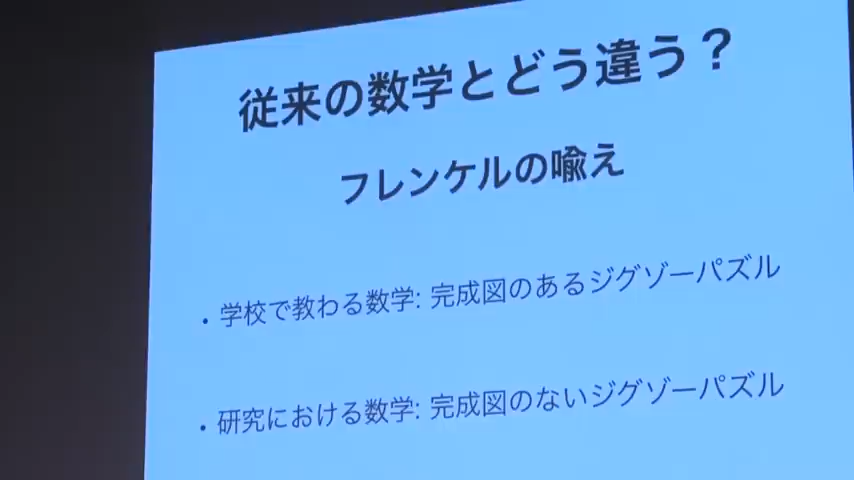 従来の数学とどう違う？
フレンケルの喩え
・学校で教わる数学: 完成図のあるジグゾーパズル
・研究における数学: 完成図のないジグゾーパズル